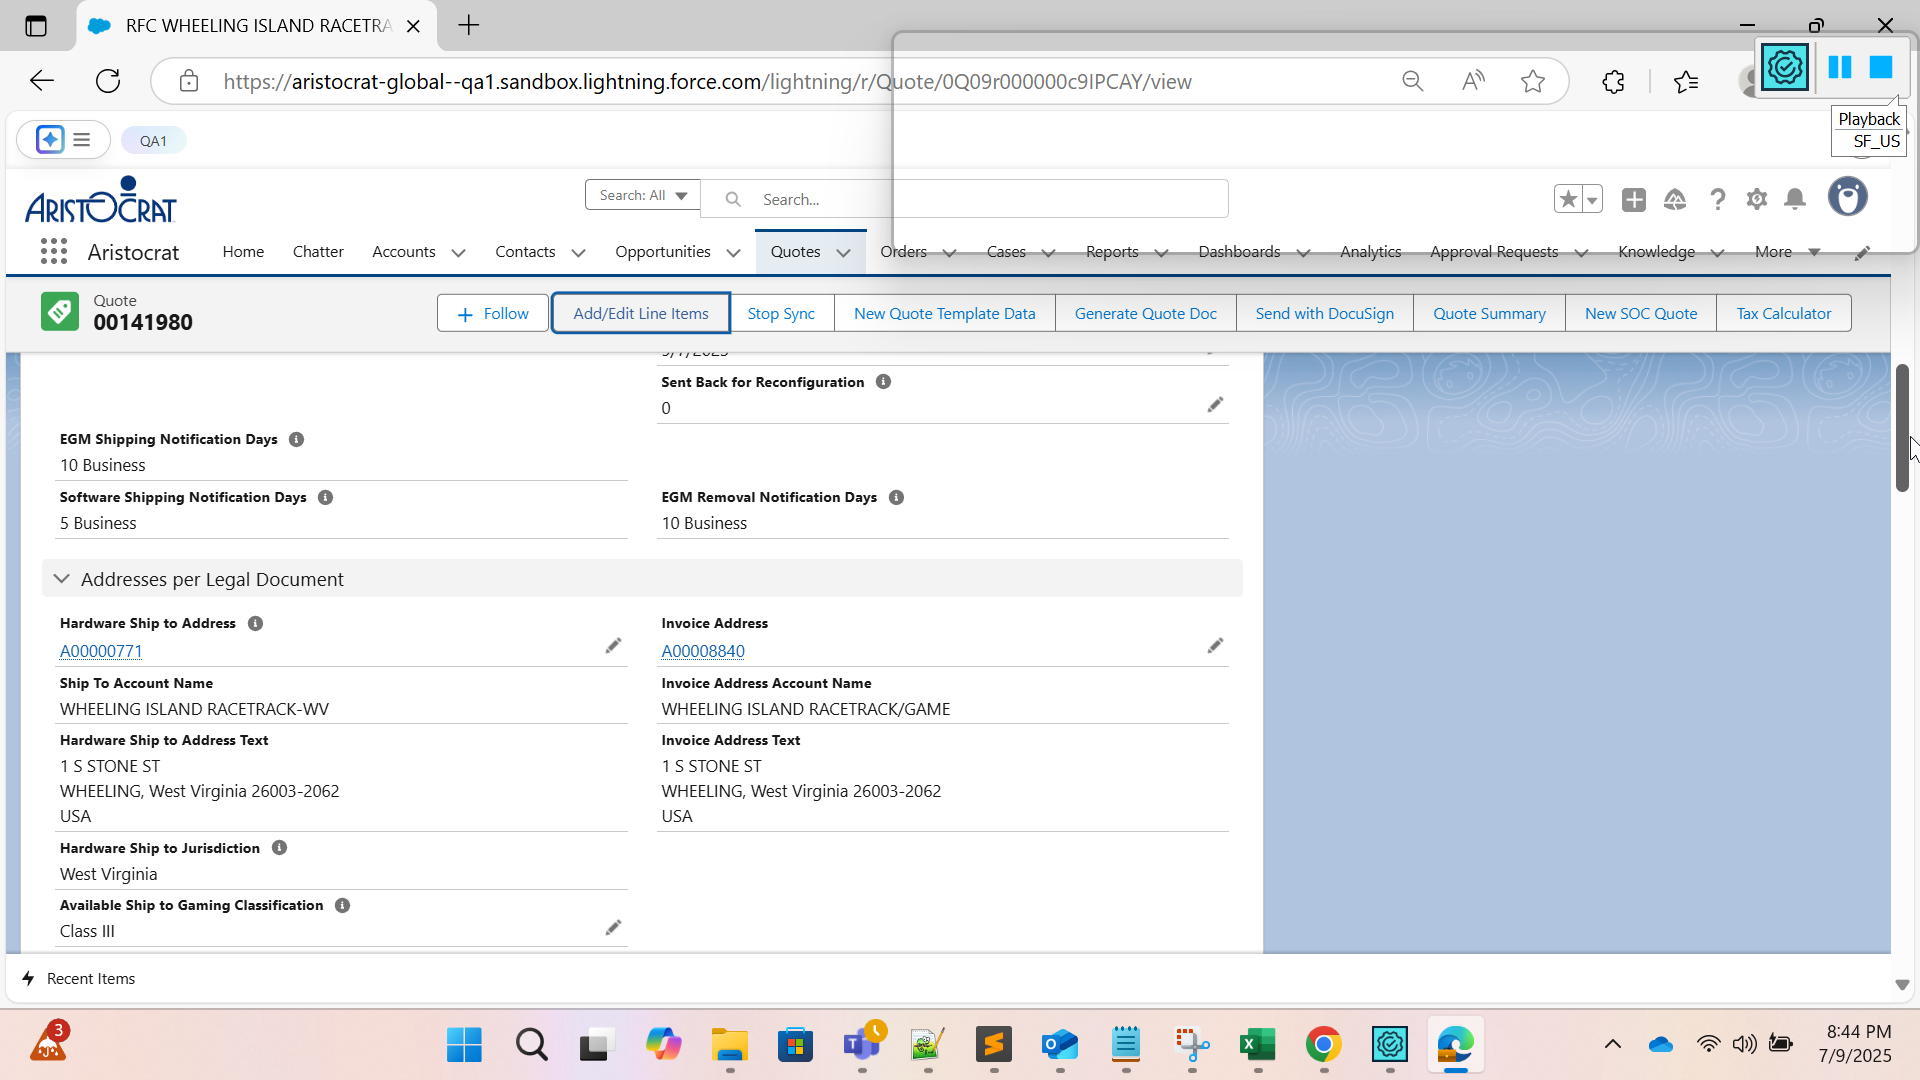 RFC WHEELING ISLAND RACETRA
https://aristocrat-global--qa1.sandbox.lightning.force.com/lightning/r/Quote/0Q09r000000c9IPCAY/view
Playback
SF_US
QA1
ARISTOCRAT
Search: All
Search...
Aristocrat
Home
Chatter
Accounts
Contacts
Opportunities
Quotes
Orders
Cases
Reports
Dashboards
Analytics
Approval Requests
Knowledge
More
Quote
00141980
Follow
Add/Edit Line Items
Stop Sync
New Quote Template Data
Generate Quote Doc
Send with DocuSign
Quote Summary
New SOC Quote
Tax Calculator
Sent Back for Reconfiguration
0
EGM Shipping Notification Days
10 Business
Software Shipping Notification Days
5 Business
EGM Removal Notification Days
10 Business
Addresses per Legal Document
Hardware Ship to Address
A00000771
Invoice Address
A00008840
Ship To Account Name
WHEELING ISLAND RACETRACK-WV
Invoice Address Account Name
WHEELING ISLAND RACETRACK/GAME
Hardware Ship to Address Text
1 S STONE ST
WHEELING, West Virginia 26003-2062
USA
Invoice Address Text
1 S STONE ST
WHEELING, West Virginia 26003-2062
USA
Hardware Ship to Jurisdiction
West Virginia
Available Ship to Gaming Classification
Class III
Recent Items
3
8:44 PM
7/9/2025